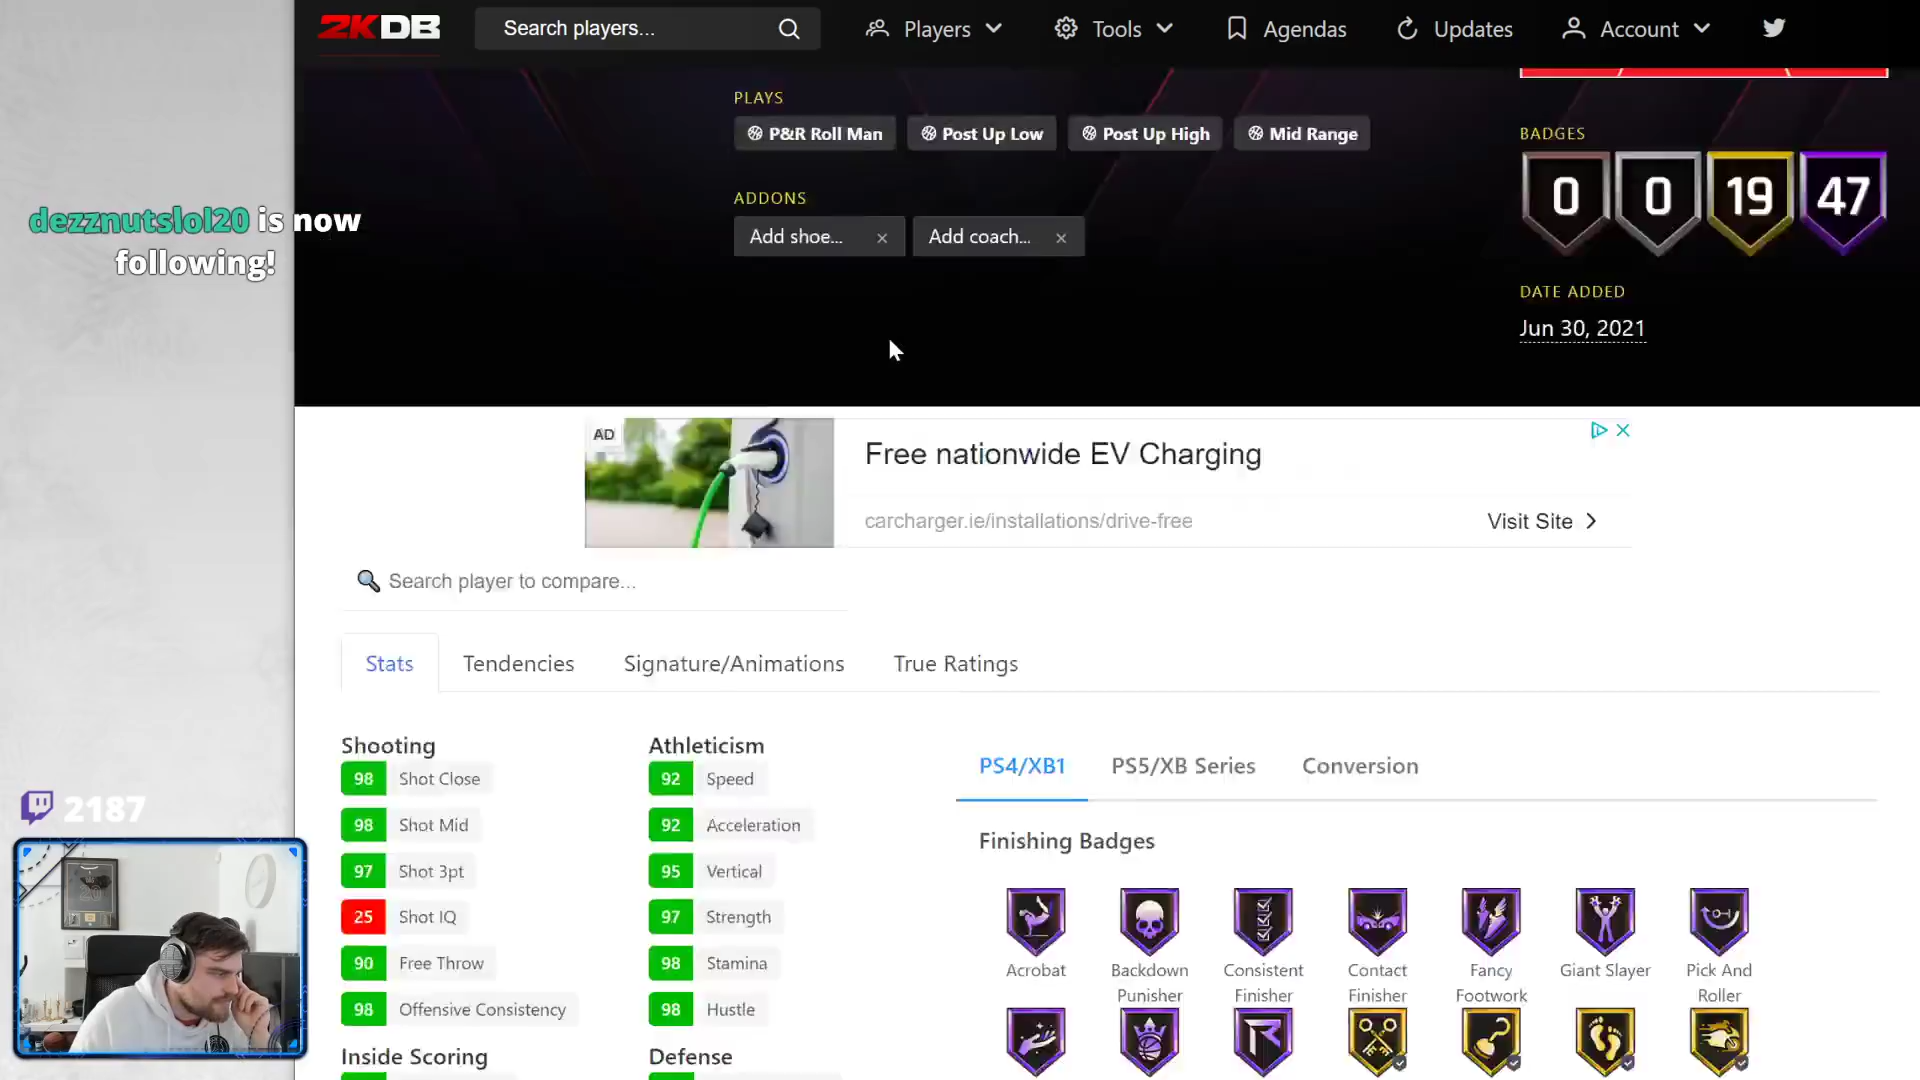 2KDB
Search players...
Players
Tools
Agendas
Updates
Account
PLAYS
P&R Roll Man
Post Up Low
Post Up High
Mid Range
ADDONS
Add shoe... ×
Add coach... ×
BADGES
0 0 19 47
DATE ADDED
Jun 30, 2021
dezznutslol20 is now
following!
AD
Free nationwide EV Charging
carcharger.ie/installations/drive-free
Visit Site
Search player to compare...
Stats
Tendencies
Signature/Animations
True Ratings
Shooting
98 Shot Close
98 Shot Mid
97 Shot 3pt
25 Shot IQ
90 Free Throw
98 Offensive Consistency
Inside Scoring
Athleticism
92 Speed
92 Acceleration
95 Vertical
97 Strength
98 Stamina
98 Hustle
Defense
PS4/XB1
PS5/XB Series
Conversion
Finishing Badges
Acrobat
Backdown
Punisher
Consistent
Finisher
Contact
Finisher
Fancy
Footwork
Giant Slayer
Pick And
Roller
2187